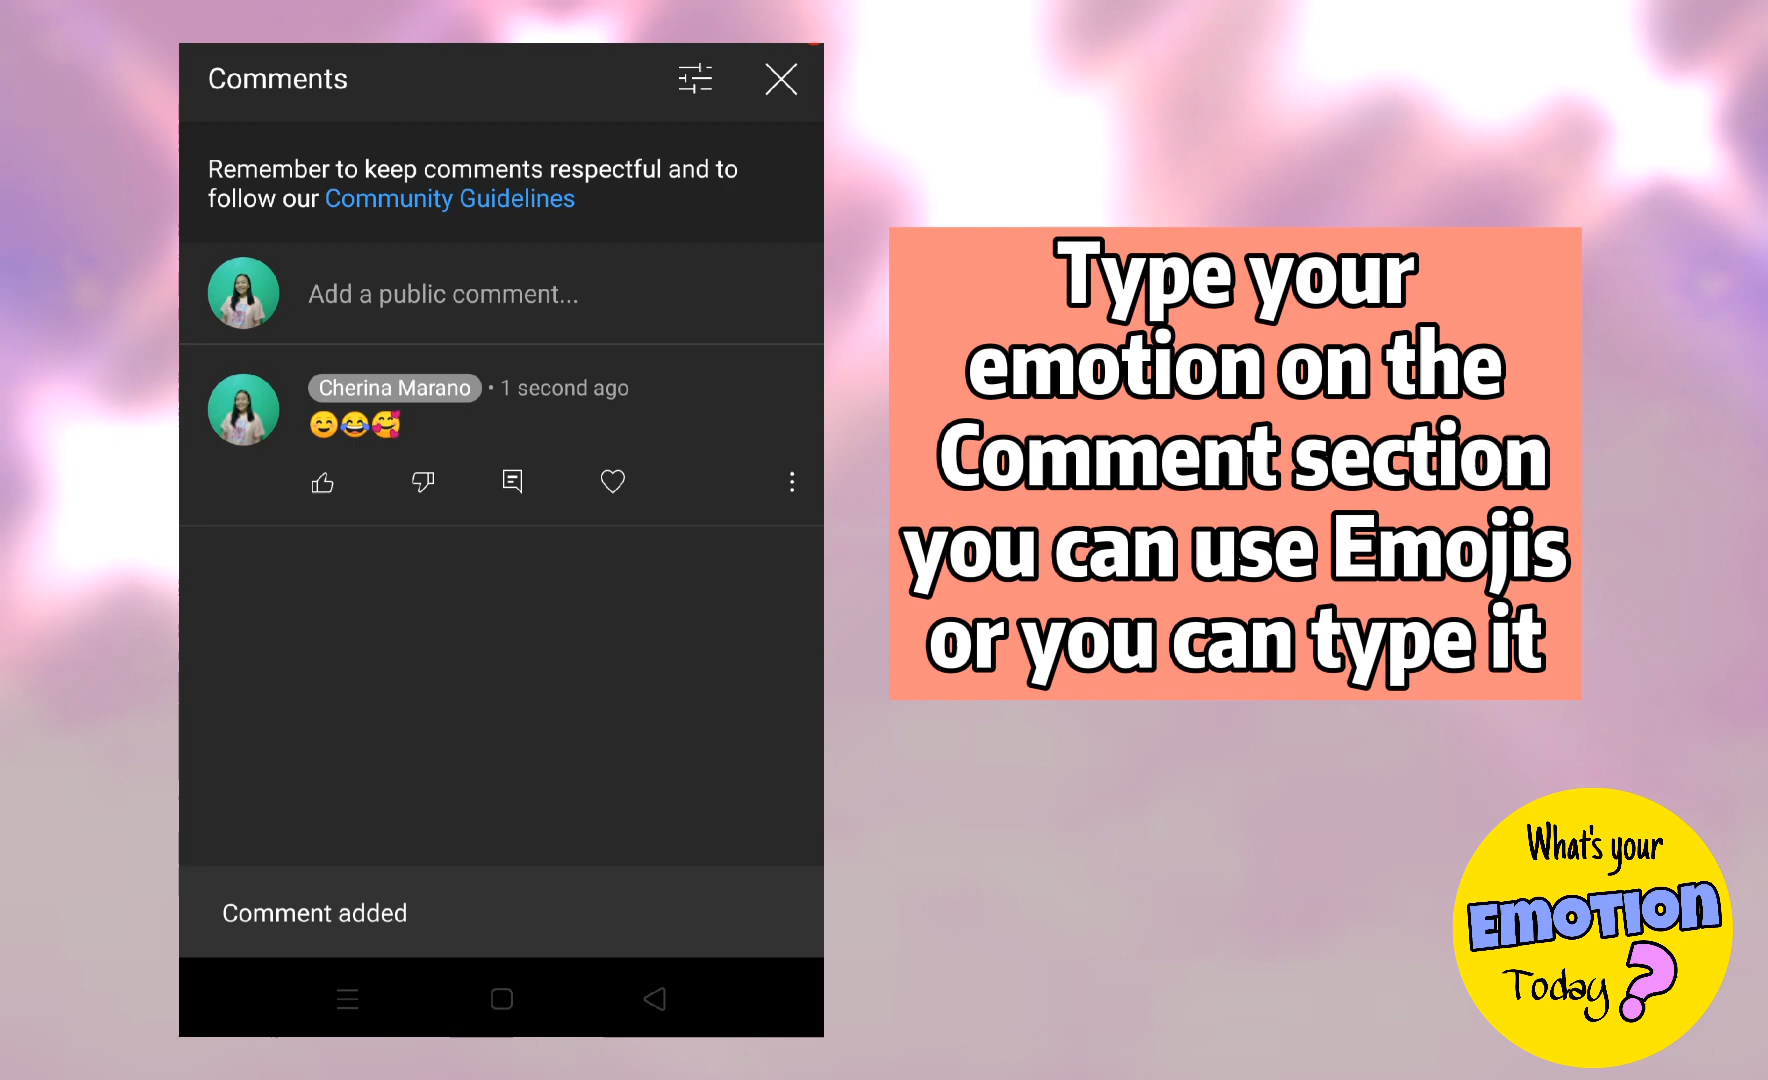 Comments
Remember to keep comments respectful and to
follow our Community Guidelines
Add a public comment...
Cherina Marano • 1 second ago
☺️😂🥰
Comment added
Type your
emotion on the
Comment section
you can use Emojis
or you can type it
What's your
EMOTION
Today?